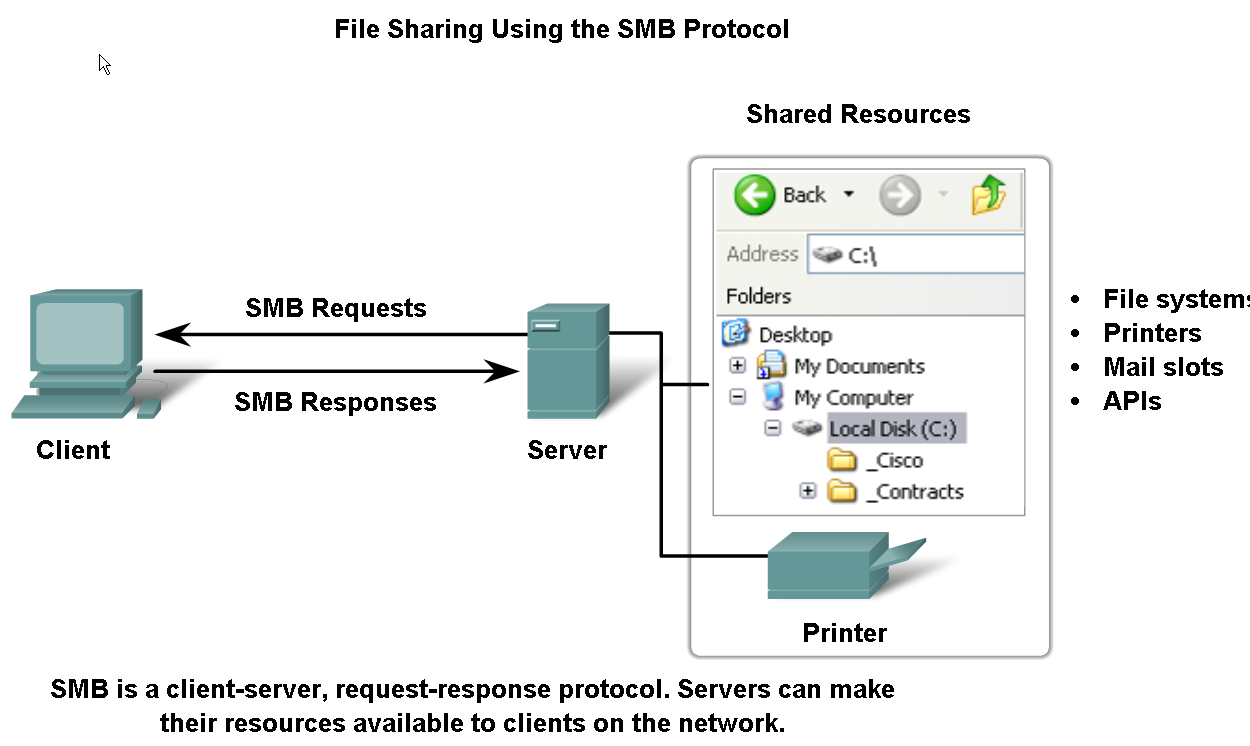 File Sharing Using the SMB Protocol
Shared Resources
Back
Address C:\
Folders
Desktop
My Documents
My Computer
Local Disk (C:)
_Cisco
_Contracts
SMB Requests
SMB Responses
Client
Server
Printer
• File systems
• Printers
• Mail slots
• APIs
SMB is a client-server, request-response protocol. Servers can make
their resources available to clients on the network.